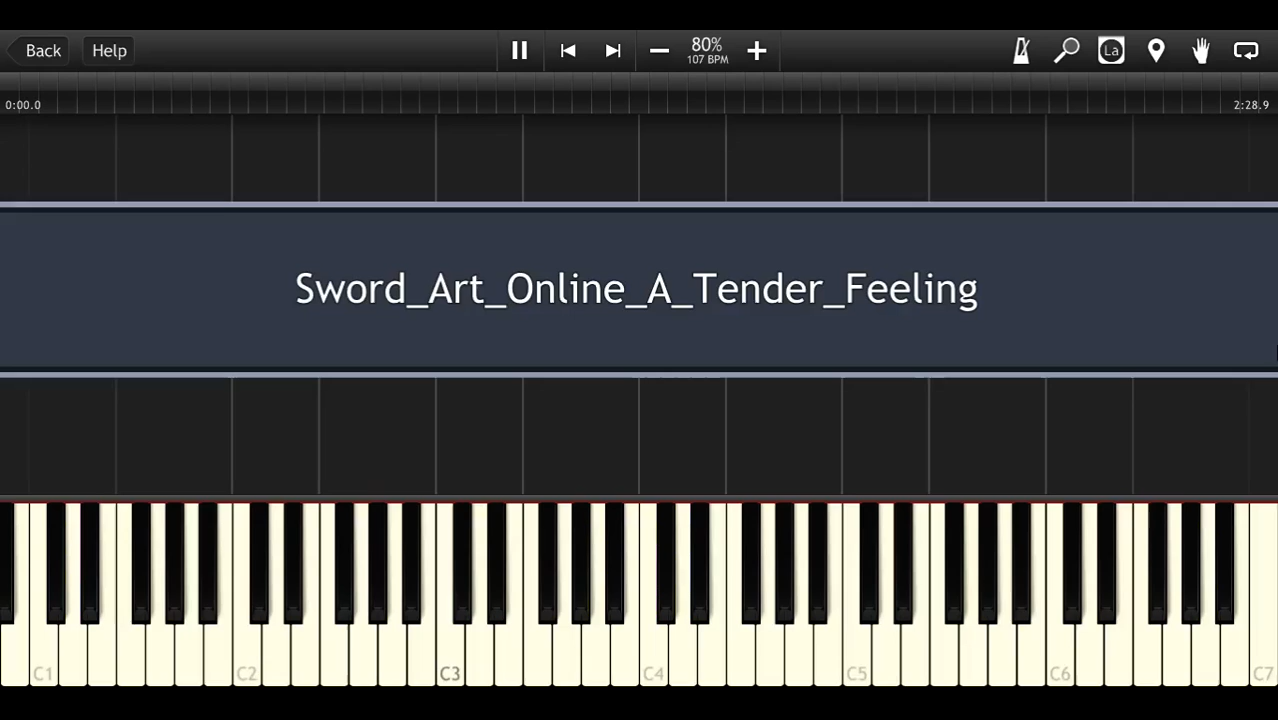 Back Help 80% La
107 BPM
0:00.0 2:28.9
Sword_Art_Online_A_Tender_Feeling
C1 C2 C3 C4 C5 C6 C7